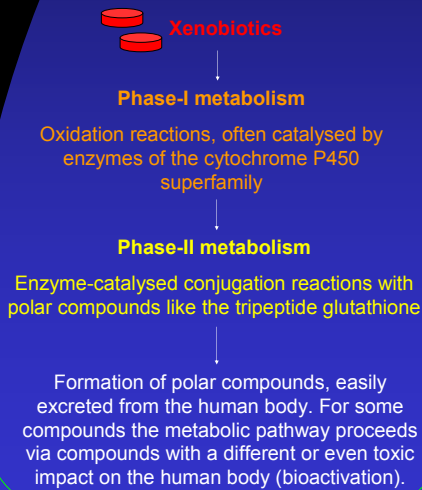 Xenobiotics
Phase-I metabolism
Oxidation reactions, often catalysed by
enzymes of the cytochrome P450
superfamily
Phase-II metabolism
Enzyme-catalysed conjugation reactions with
polar compounds like the tripeptide glutathione
Formation of polar compounds, easily
excreted from the human body. For some
compounds the metabolic pathway proceeds
via compounds with a different or even toxic
impact on the human body (bioactivation).